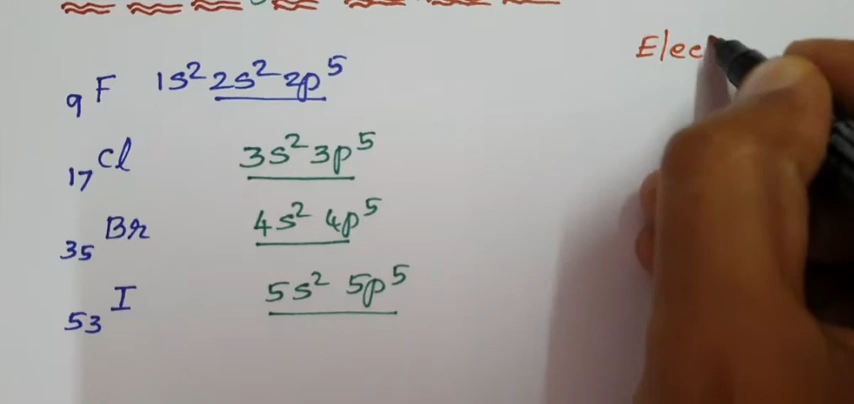 Elec
₉F 1s² 2s² 2p⁵
₁₇Cl 3s² 3p⁵
₃₅Br 4s² 4p⁵
₅₃I 5s² 5p⁵